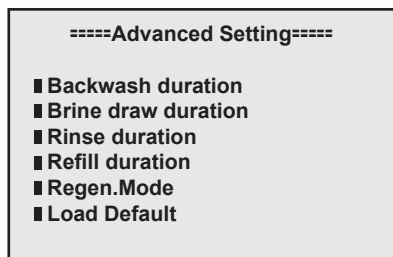 =====Advanced Setting=====
Backwash duration
Brine draw duration
Rinse duration
Refill duration
Regen.Mode
Load Default